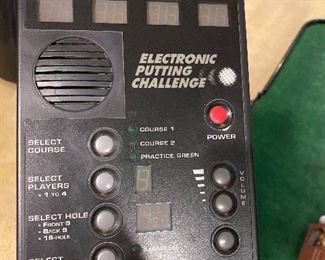 ELECTRONIC
PUTTING
CHALLENGE
COURSE 1
POWER
SELECT
COURSE
COURSE 2
PRACTICE GREEN
SELECT
PLAYERS
• 1 TO 4
VOLUME
SELECT HOLE
• FRONT 9
• BACK 9
• 18-HOLE
SELECT